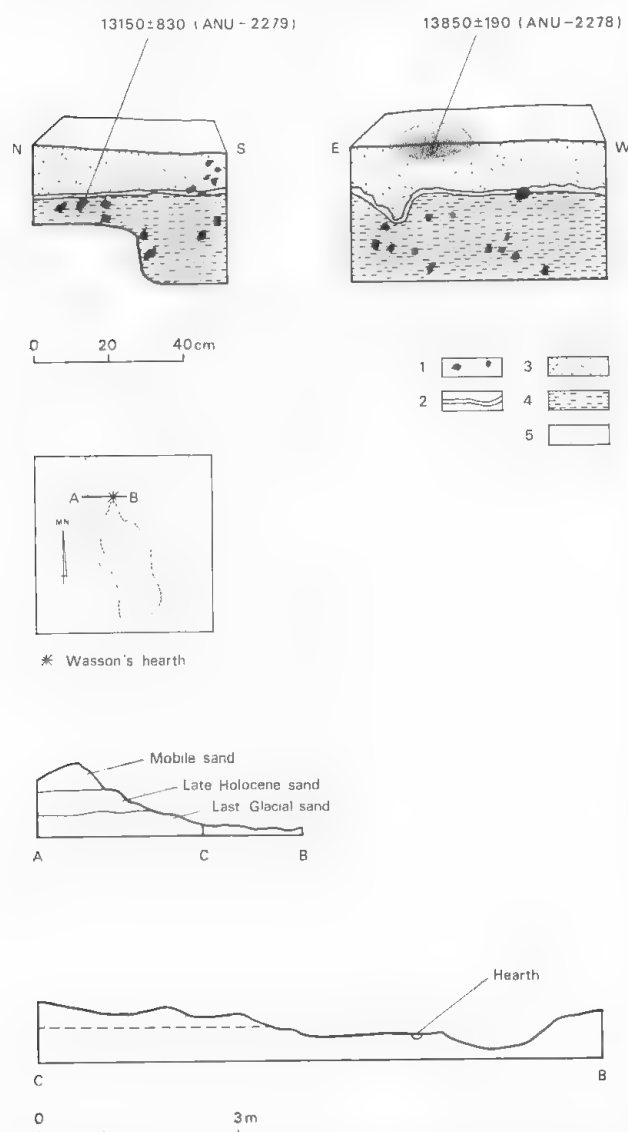 13150±830 (ANU-2279)
13850±190 (ANU-2278)
N S
E W
0 20 40cm
1 3
2 4
5
A B
MN
Wasson's hearth
Mobile sand
Late Holocene sand
Last Glacial sand
A C B
Hearth
C B
0 3m